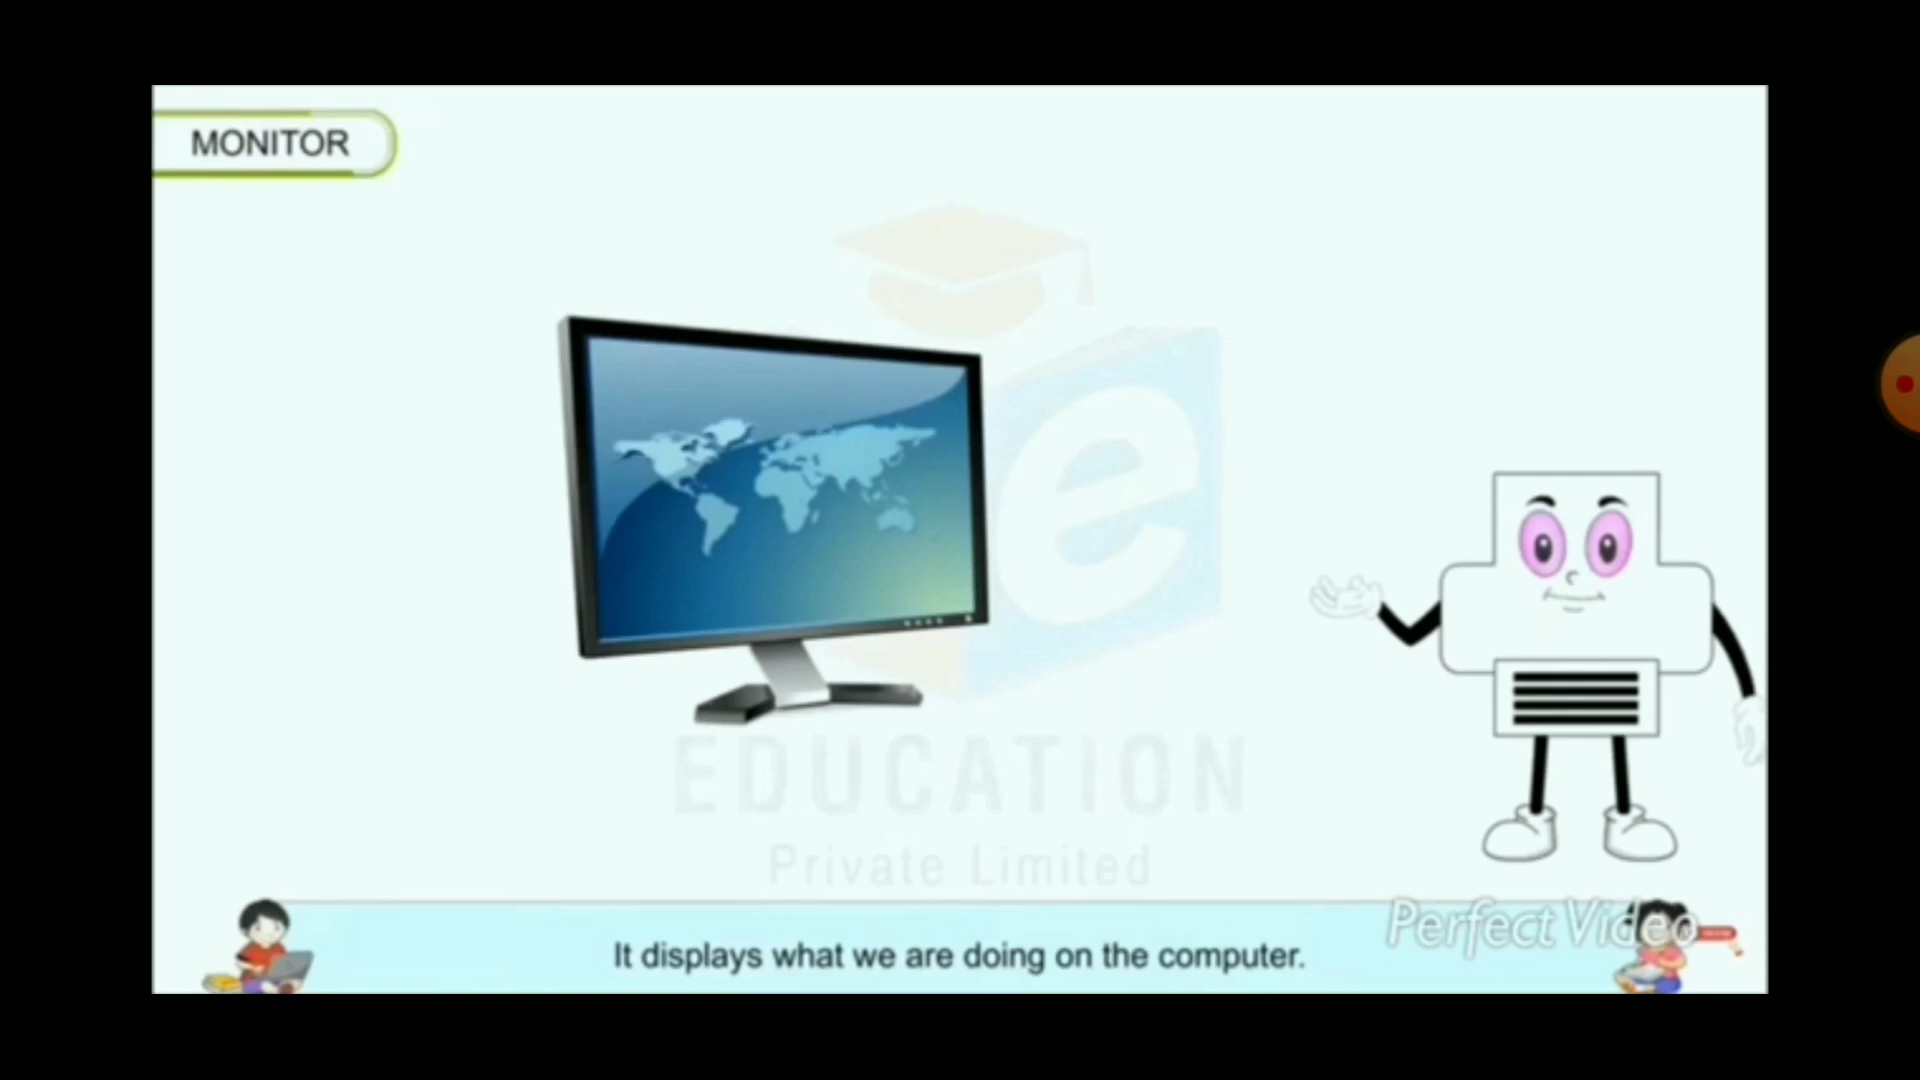 MONITOR
e
EDUCATION
Private Limited
Perfect Video
It displays what we are doing on the computer.